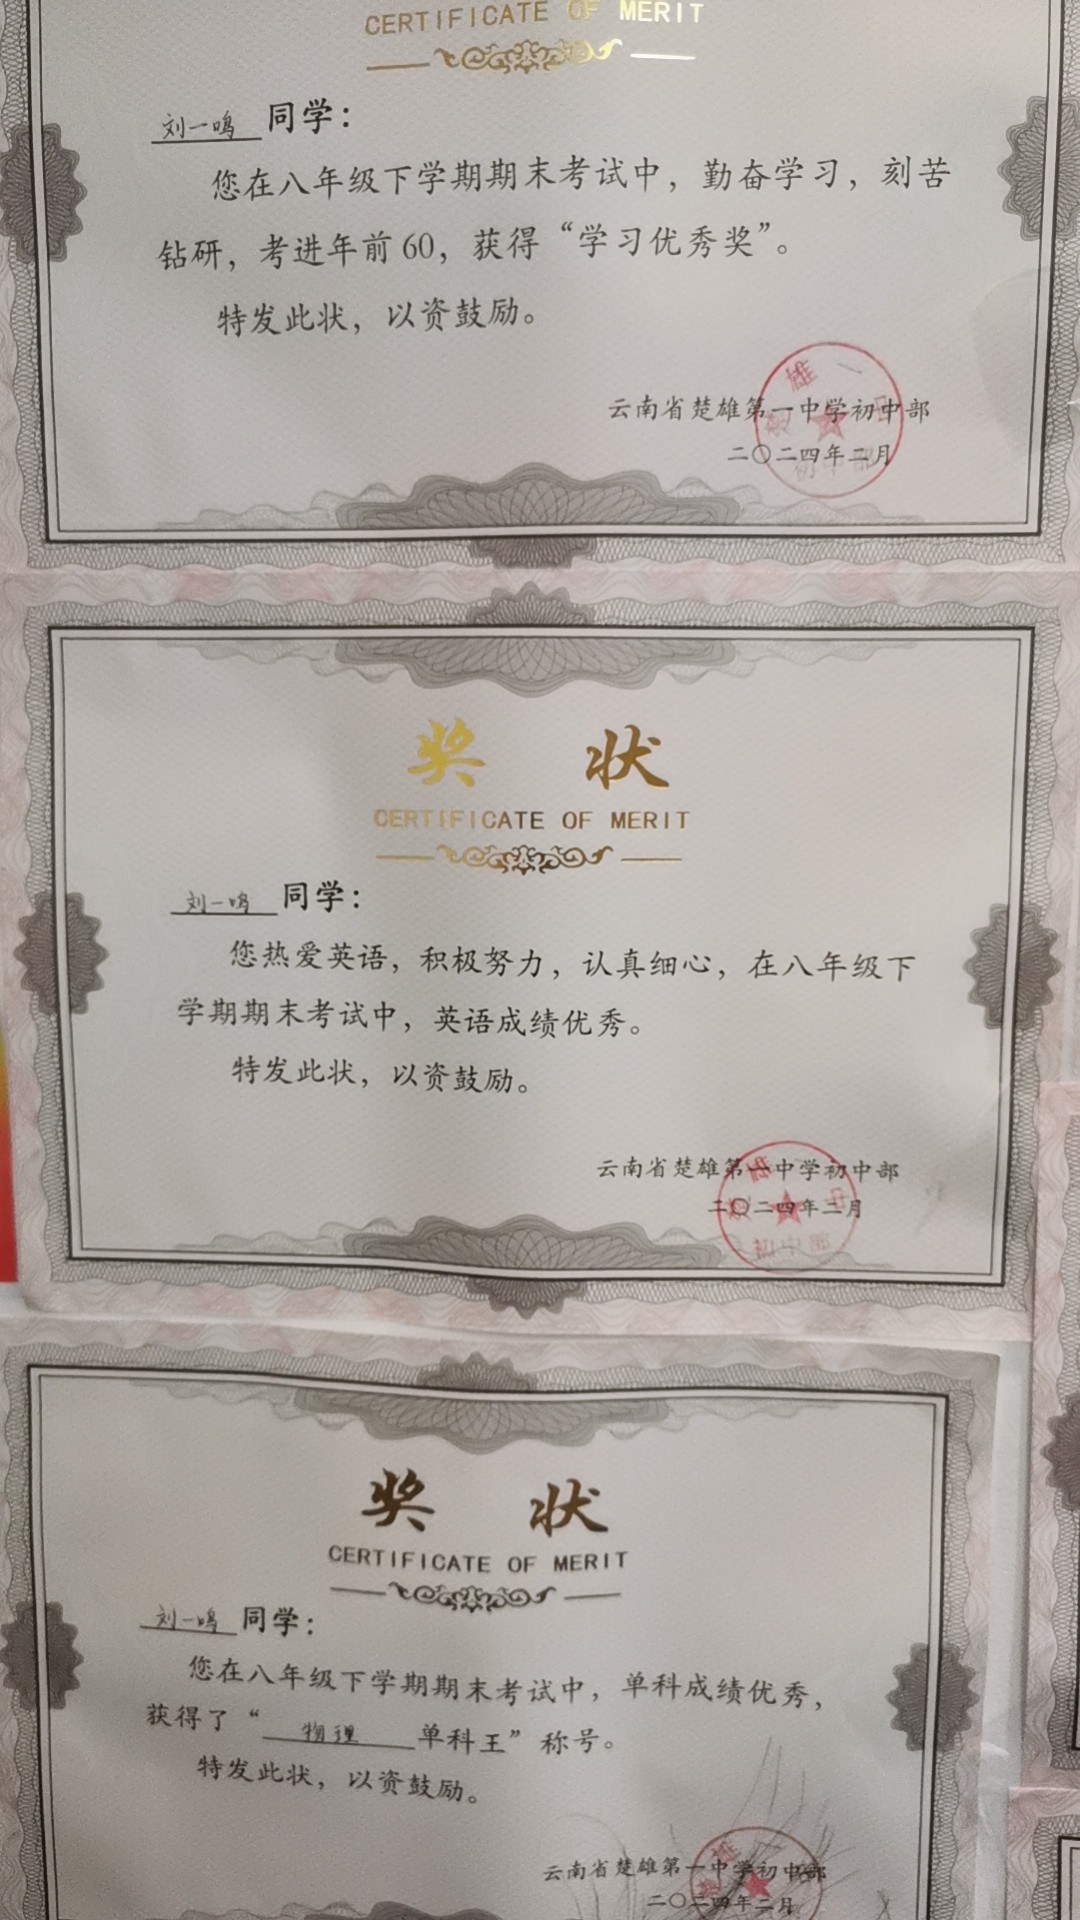 CERTIFICATE OF MERIT
刘一鸣 同学：
您在八年级下学期期末考试中，勤奋学习，刻苦
钻研，考进年前60，获得“学习优秀奖”。
特发此状，以资鼓励。
云南省楚雄第一中学初中部
二〇二四年二月
奖 状
CERTIFICATE OF MERIT
刘一鸣 同学：
您热爱英语，积极努力，认真细心，在八年级下
学期期末考试中，英语成绩优秀。
特发此状，以资鼓励。
云南省楚雄第一中学初中部
二〇二四年二月
初中部
奖 状
CERTIFICATE OF MERIT
刘一鸣 同学：
您在八年级下学期期末考试中，单科成绩优秀，
获得了“ 物理 单科王”称号。
特发此状，以资鼓励。
云南省楚雄第一中学初中部
二〇二四年二月